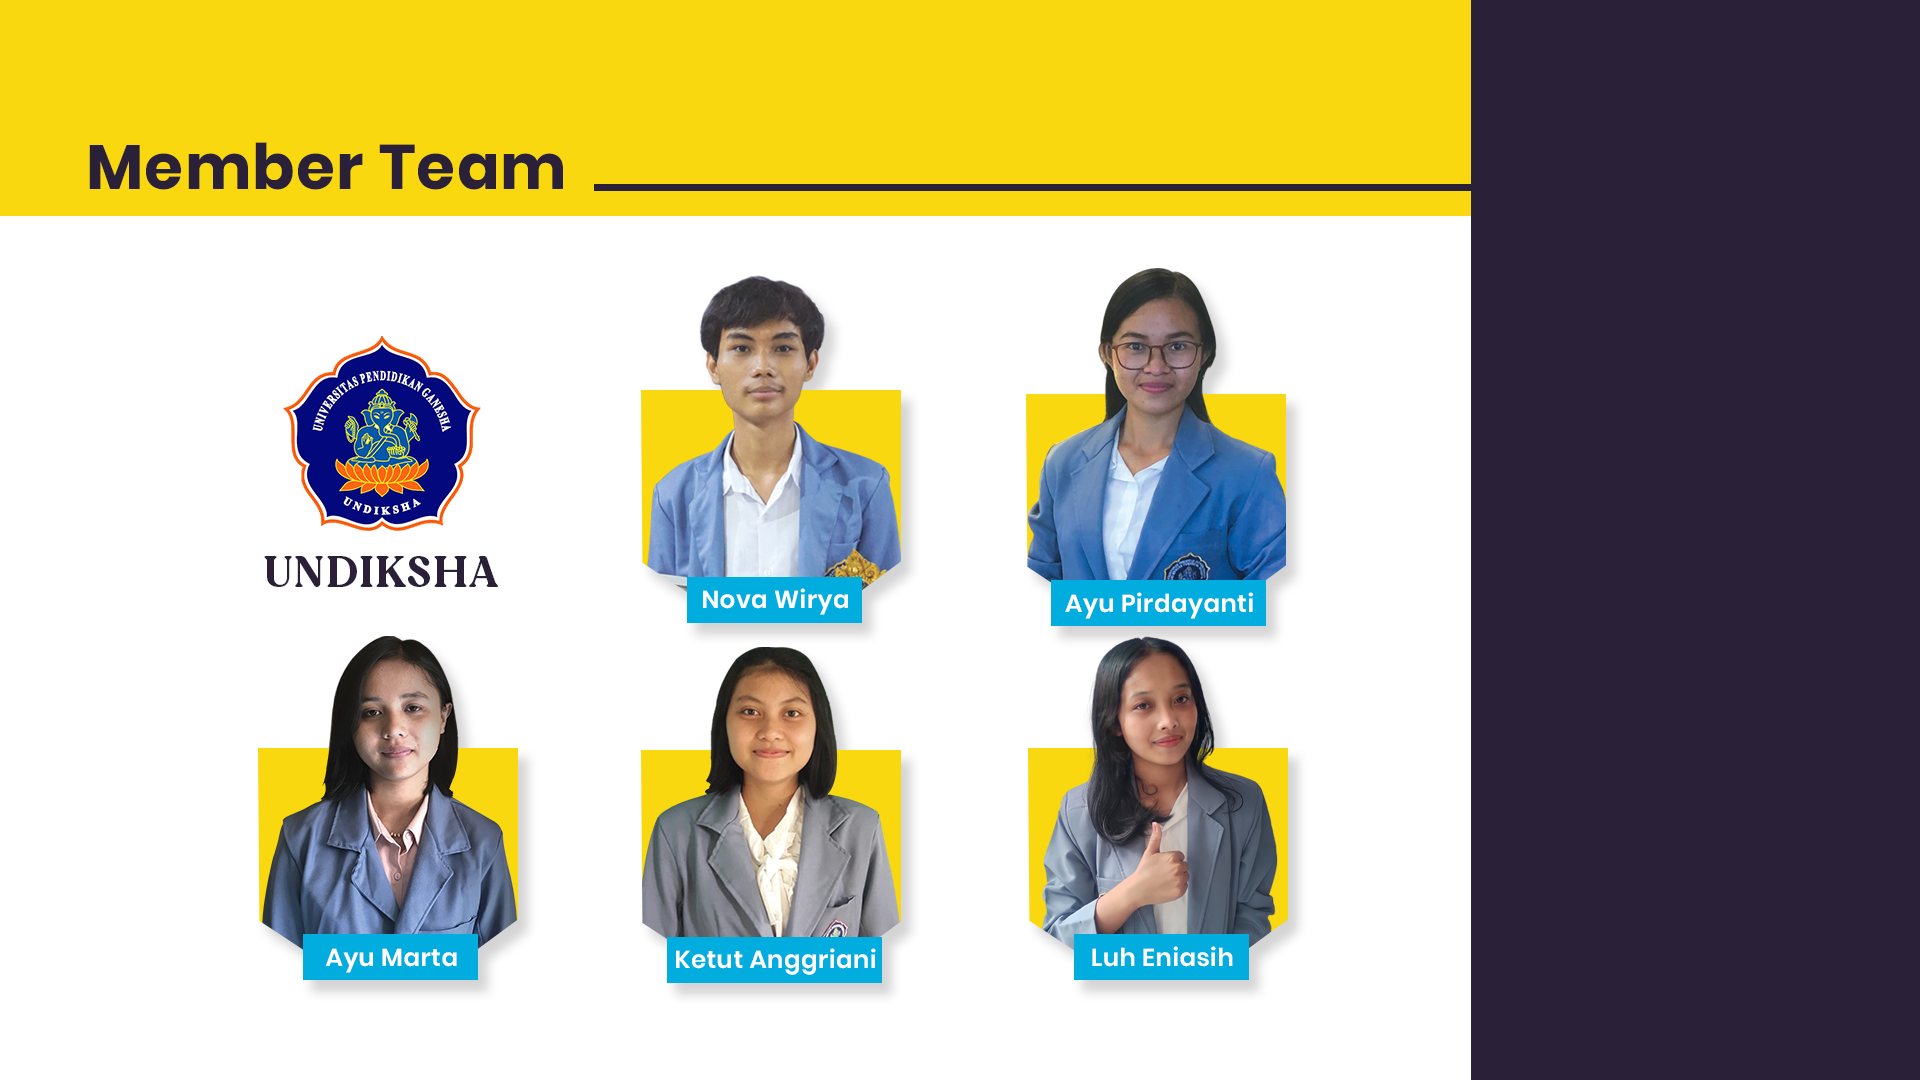 Member Team
UNIVERSITAS PENDIDIKAN GANESHA
UNDIKSHA
UNDIKSHA
Nova Wirya
Ayu Pirdayanti
Ayu Marta
Ketut Anggriani
Luh Eniasih